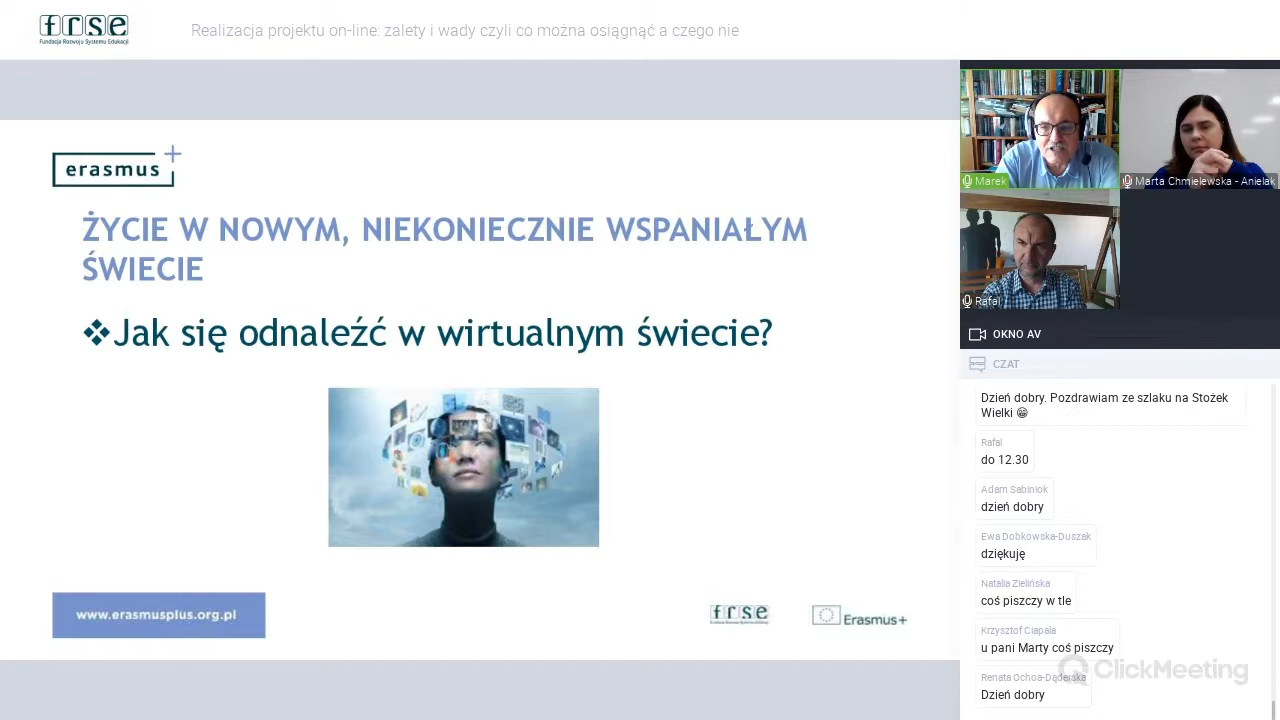 frse
Fundacja Rozwoju Systemu Edukacji
Realizacja projektu on-line: zalety i wady czyli co można osiągnąć a czego nie
erasmus+
ŻYCIE W NOWYM, NIEKONIECZNIE WSPANIAŁYM
ŚWIECIE
❖Jak się odnaleźć w wirtualnym świecie?
www.erasmusplus.org.pl
frse
Erasmus+
Marek
Marta Chmielewska - Anielak
Rafal
OKNO AV
CZAT
Dzień dobry. Pozdrawiam ze szlaku na Stożek
Wielki 😀
Rafal
do 12.30
Adam Sabiniok
dzień dobry
Ewa Dobkowska-Duszak
dziękuję
Natalia Zielińska
coś piszczy w tle
Krzysztof Ciapala
u pani Marty coś piszczy
Renata Ochoa-Dąderska
Dzień dobry
ClickMeeting